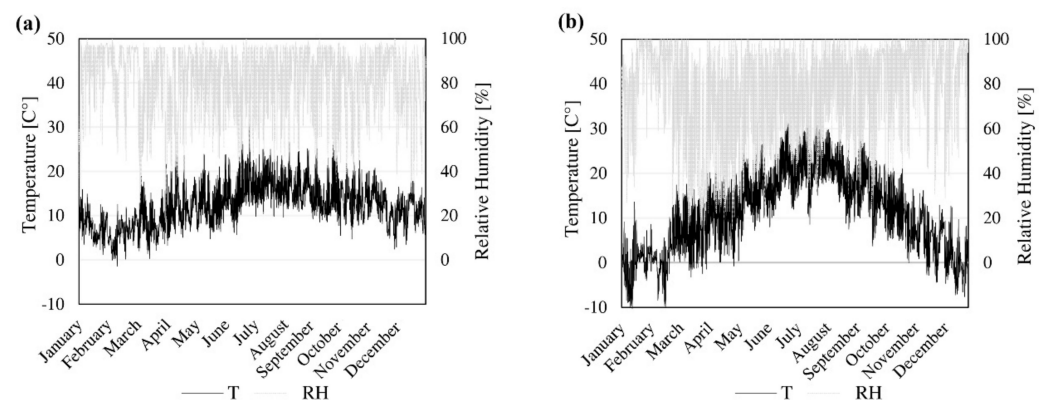 (a)
50
40
30
20
10
0
-10
Temperature [C°]
100
80
60
40
20
0
Relative Humidity [%]
January
February
March
April
May
June
July
August
September
October
November
December
T
RH
(b)
50
40
30
20
10
0
-10
Temperature [C°]
100
80
60
40
20
0
Relative Humidity [%]
January
February
March
April
May
June
July
August
September
October
November
December
T
RH